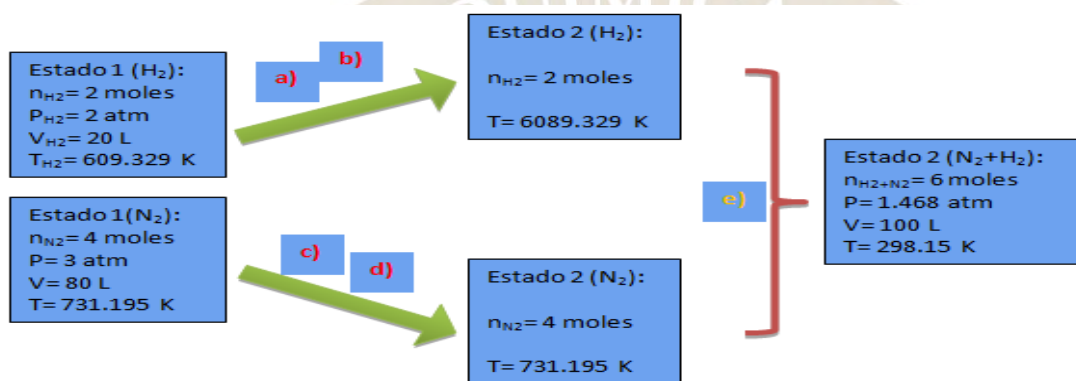 Estado 1 (H₂):
n_H2= 2 moles
P_H2= 2 atm
V_H2= 20 L
T_H2= 609.329 K
a)
b)
Estado 2 (H₂):
n_H2= 2 moles
T= 6089.329 K
Estado 1(N₂):
n_N2= 4 moles
P= 3 atm
V= 80 L
T= 731.195 K
c)
d)
Estado 2 (N₂):
n_N2= 4 moles
T= 731.195 K
e)
Estado 2 (N₂+H₂):
n_H2+N2= 6 moles
P= 1.468 atm
V= 100 L
T= 298.15 K